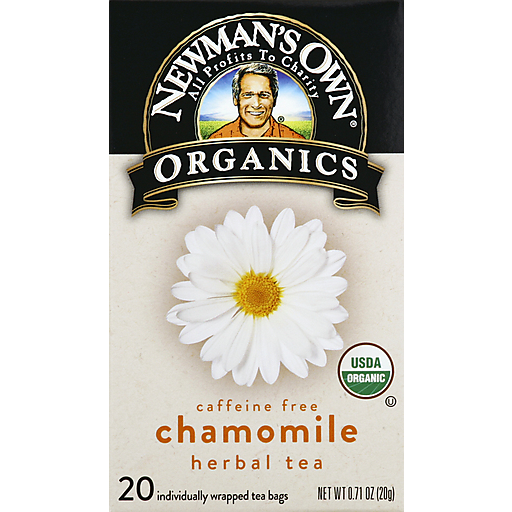 NEWMAN'S OWN®
All Profits To Charity
®
ORGANICS
USDA
ORGANIC
U
caffeine free
chamomile
herbal tea
20 individually wrapped tea bags
NET WT 0.71 OZ (20g)